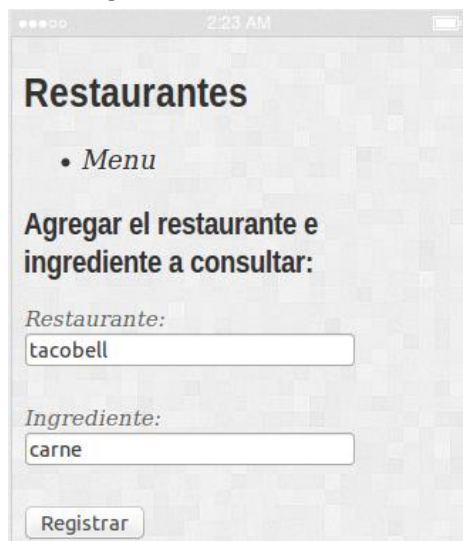 2:23 AM
Restaurantes
• Menu
Agregar el restaurante e
ingrediente a consultar:
Restaurante:
tacobell
Ingrediente:
carne
Registrar